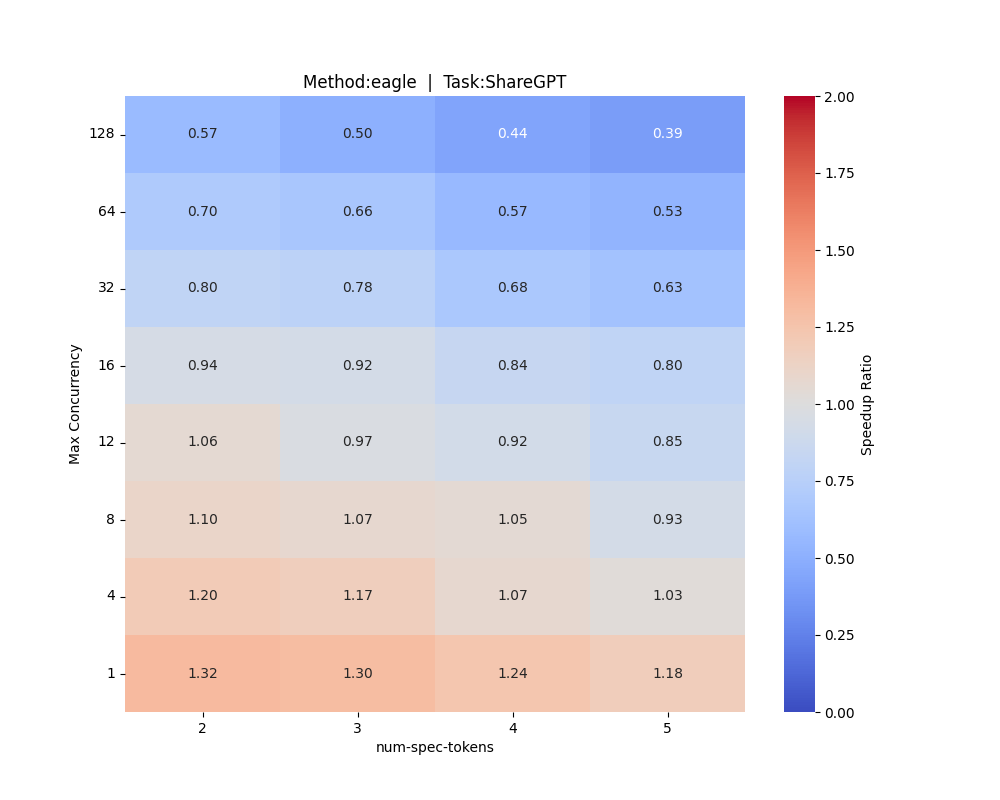 Method:eagle | Task:ShareGPT
128 0.57 0.50 0.44 0.39
64 0.70 0.66 0.57 0.53
32 0.80 0.78 0.68 0.63
16 0.94 0.92 0.84 0.80
12 1.06 0.97 0.92 0.85
8 1.10 1.07 1.05 0.93
4 1.20 1.17 1.07 1.03
1 1.32 1.30 1.24 1.18
2 3 4 5
num-spec-tokens
Max Concurrency
2.00
1.75
1.50
1.25
1.00
0.75
0.50
0.25
0.00
Speedup Ratio